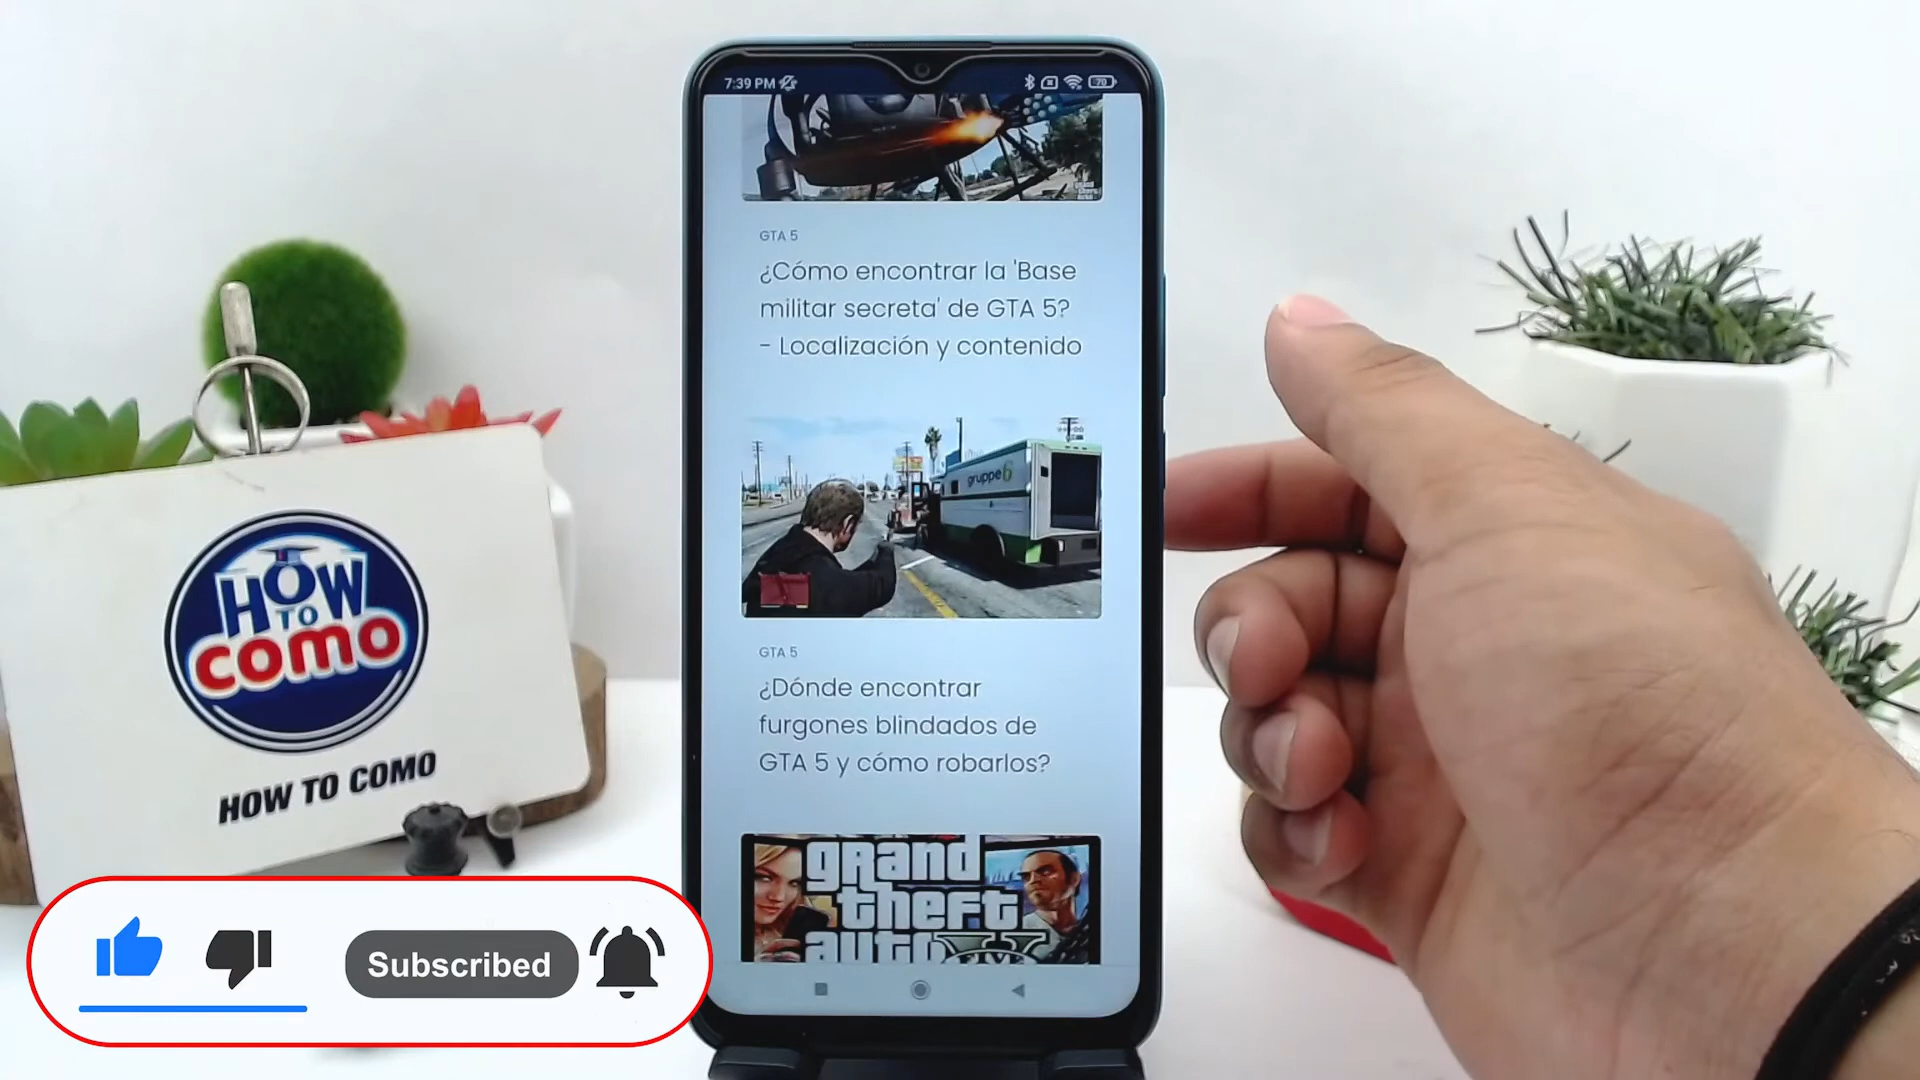 7:39 PM
70
GTA 5
¿Cómo encontrar la 'Base
militar secreta' de GTA 5?
- Localización y contenido
gruppe6
GTA 5
¿Dónde encontrar
furgones blindados de
GTA 5 y cómo robarlos?
grand
theft
auto
V
FIVE
HOW
TO
COMO
HOW TO COMO
Subscribed